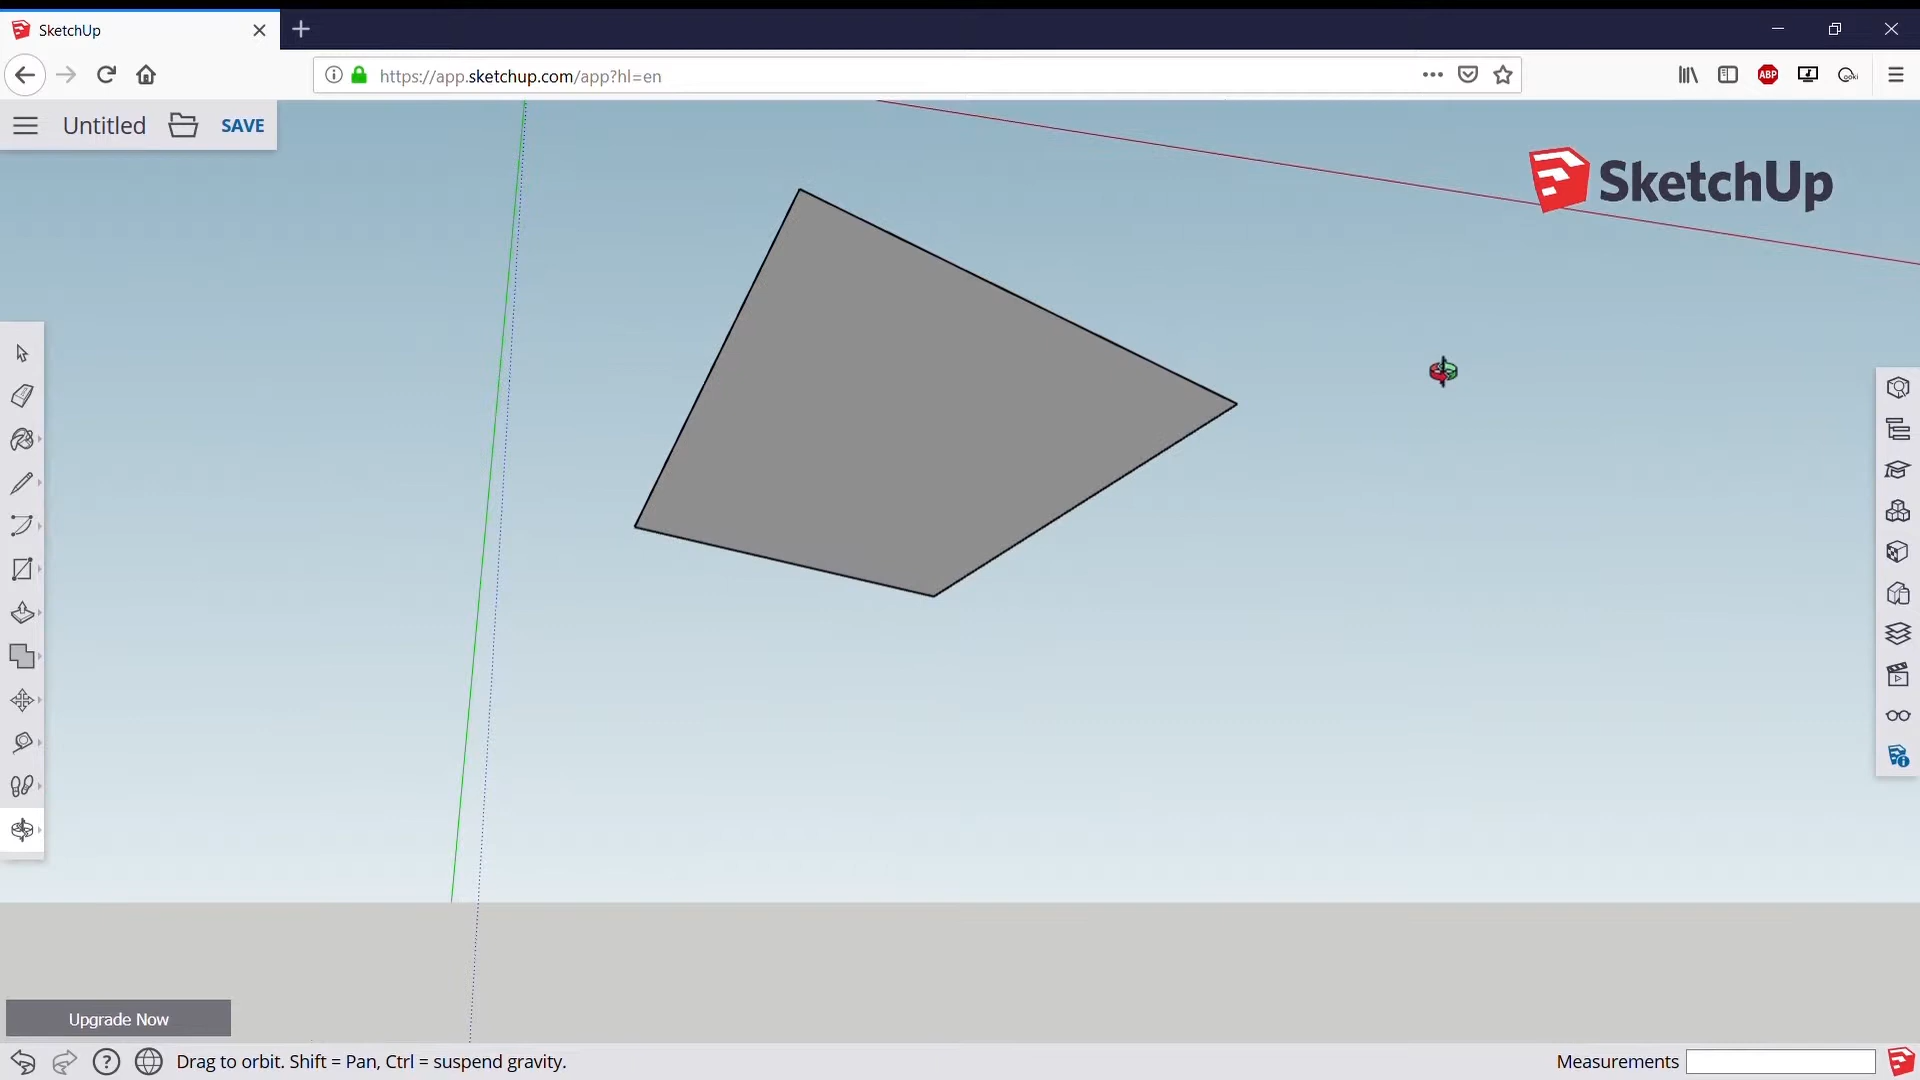 SketchUp
https://app.sketchup.com/app?hl=en
ABP
Untitled
SAVE
SketchUp
Upgrade Now
Drag to orbit. Shift = Pan, Ctrl = suspend gravity.
Measurements